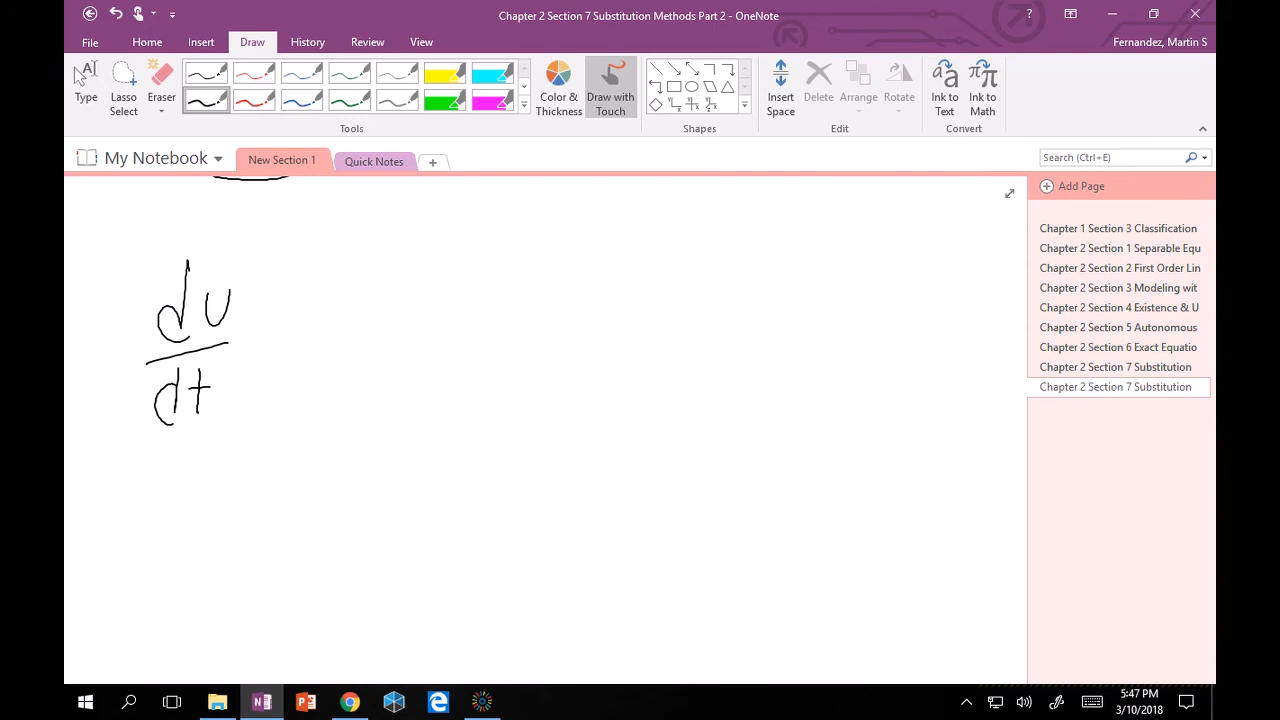 Chapter 2 Section 7 Substitution Methods Part 2 - OneNote
?
File
Home
Insert
Draw
History
Review
View
Fernandez, Martin S
Type
Lasso Select
Eraser
Color & Thickness
Draw with Touch
Insert Space
Delete
Arrange
Rotate
Ink to Text
Ink to Math
Tools
Shapes
Edit
Convert
My Notebook
New Section 1
Quick Notes
Search (Ctrl+E)
Add Page
Chapter 1 Section 3 Classification
Chapter 2 Section 1 Separable Equ
Chapter 2 Section 2 First Order Lin
Chapter 2 Section 3 Modeling wit
Chapter 2 Section 4 Existence & U
Chapter 2 Section 5 Autonomous
Chapter 2 Section 6 Exact Equatio
Chapter 2 Section 7 Substitution
Chapter 2 Section 7 Substitution
du
dt
5:47 PM
3/10/2018